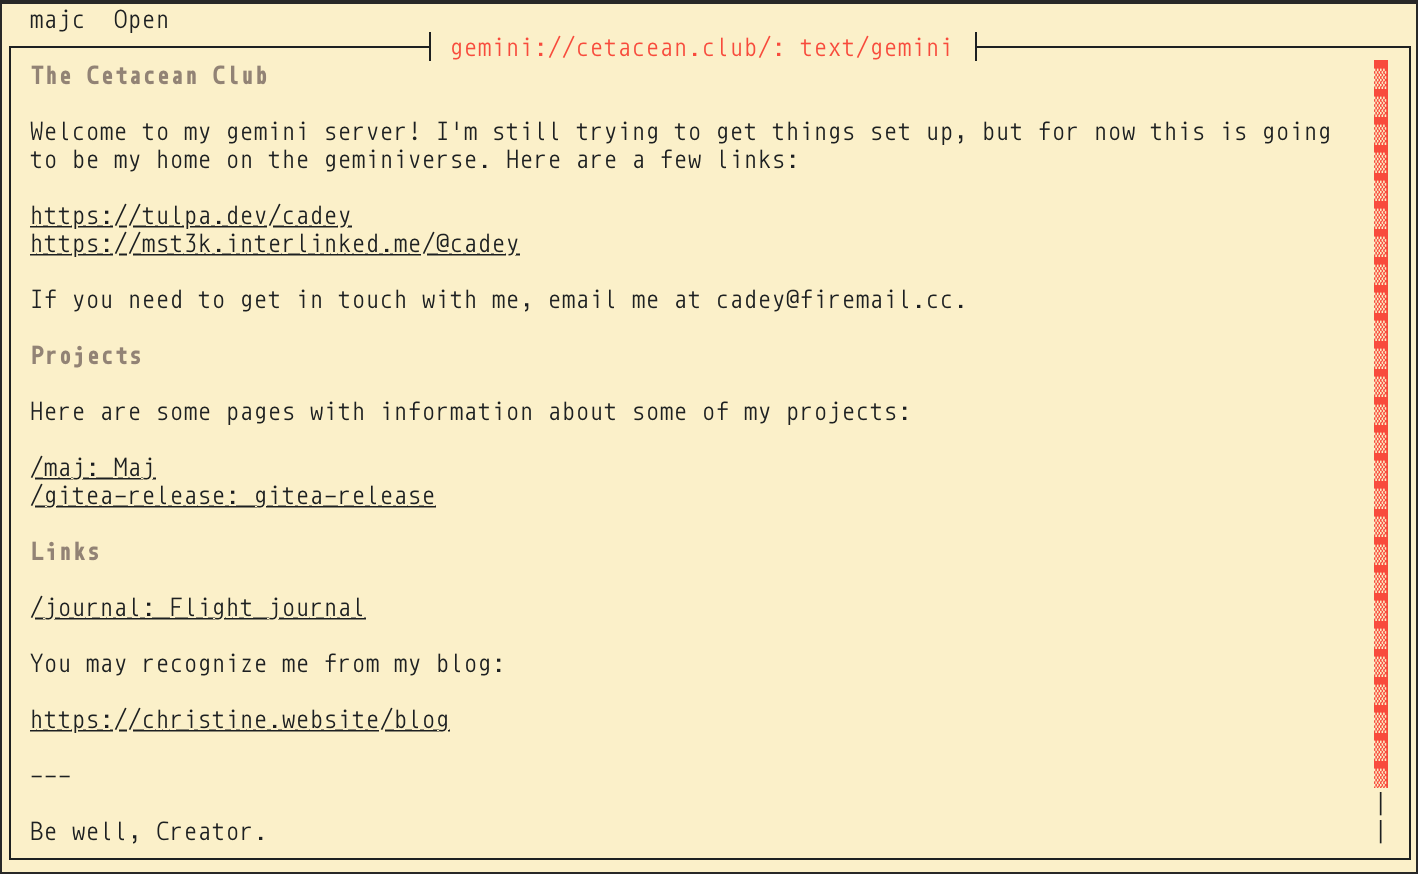 majc  Open
gemini://cetacean.club/: text/gemini
The Cetacean Club
Welcome to my gemini server! I'm still trying to get things set up, but for now this is going
to be my home on the geminiverse. Here are a few links:
https://tulpa.dev/cadey
https://mst3k.interlinked.me/@cadey
If you need to get in touch with me, email me at cadey@firemail.cc.
Projects
Here are some pages with information about some of my projects:
/maj: Maj
/gitea-release: gitea-release
Links
/journal: Flight journal
You may recognize me from my blog:
https://christine.website/blog
---
Be well, Creator.